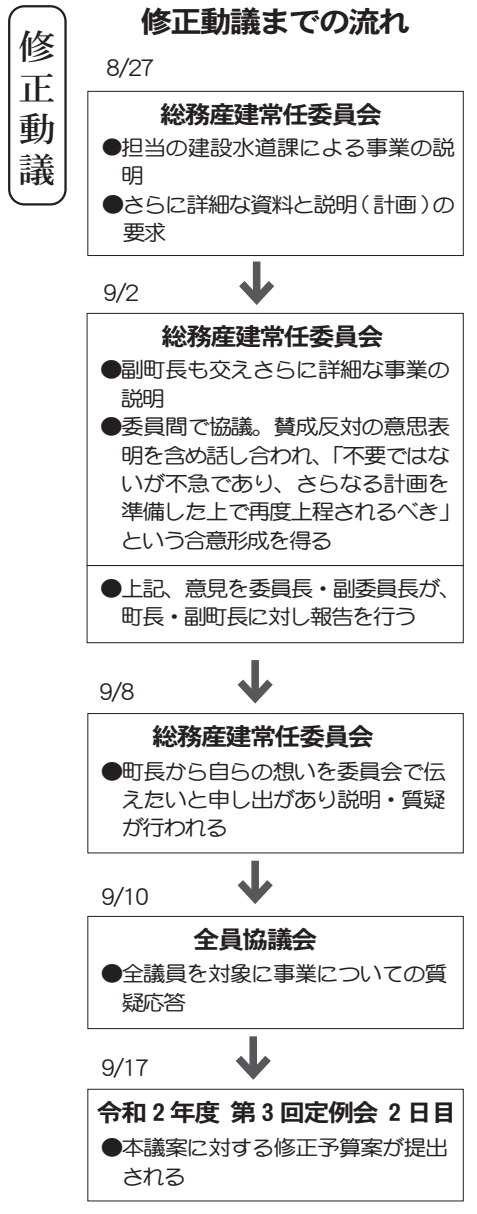 修正動議
修正動議までの流れ
8/27
総務産建常任委員会
●担当の建設水道課による事業の説
明
●さらに詳細な資料と説明(計画)の
要求
9/2
総務産建常任委員会
●副町長も交えさらに詳細な事業の
説明
●委員間で協議。賛成反対の意思表
明を含め話し合われ、「不要ではな
いが不急であり、さらなる計画を
準備した上で再度上程されるべき」
という合意形成を得る
●上記、意見を委員長・副委員長が、
町長・副町長に対し報告を行う
9/8
総務産建常任委員会
●町長から自らの想いを委員会で伝
えたいと申し出があり説明・質疑
が行われる
9/10
全員協議会
●全議員を対象に事業についての質
疑応答
9/17
令和2年度 第3回定例会 2日目
●本議案に対する修正予算案が提出
される